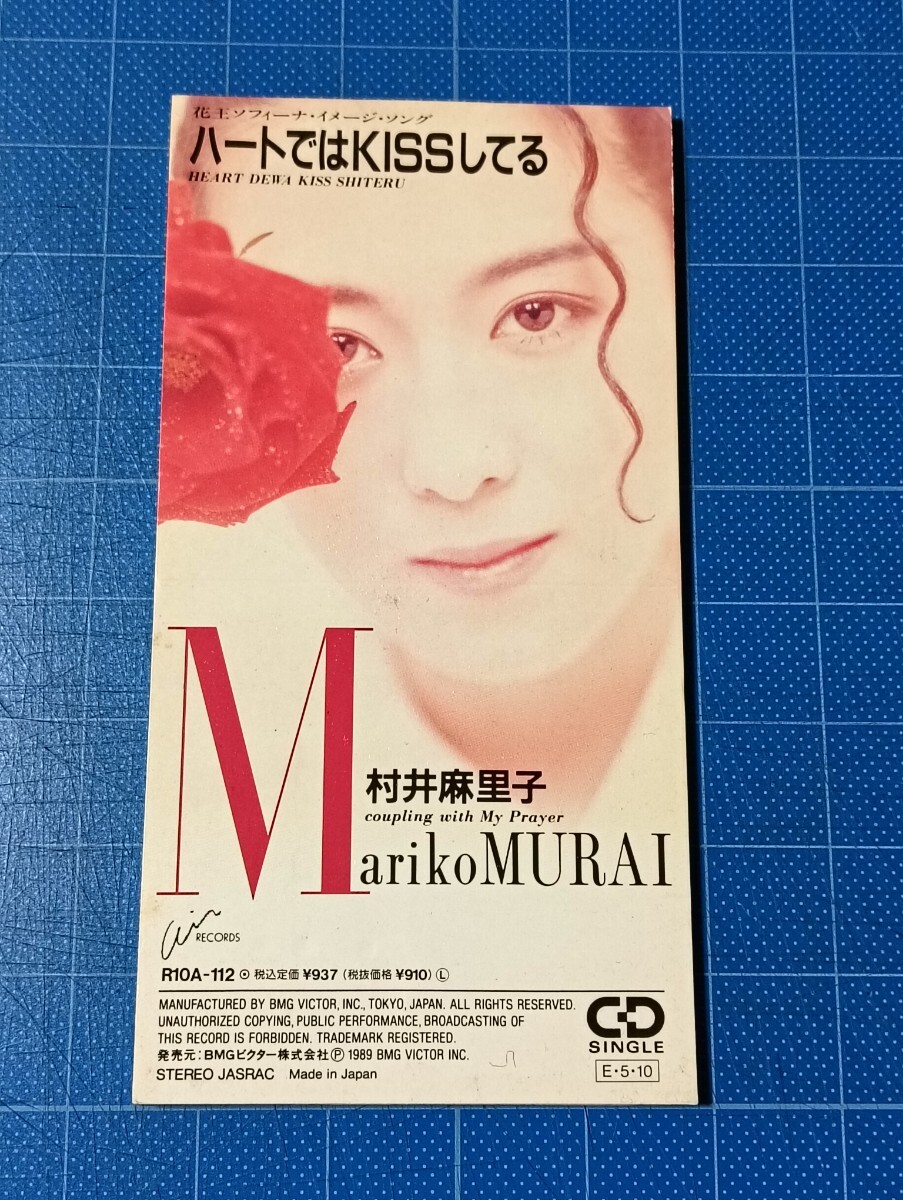 花王ソフィーナ・イメージ・ソング
ハートではKISSしてる
HEART DEWA KISS SHITERU
村井麻里子
coupling with My Prayer
Mariko MURAI
Air RECORDS
R10A-112 税込定価 ¥937 (税抜価格 ¥910) Ⓛ
MANUFACTURED BY BMG VICTOR, INC., TOKYO, JAPAN. ALL RIGHTS RESERVED.
UNAUTHORIZED COPYING, PUBLIC PERFORMANCE, BROADCASTING OF
THIS RECORD IS FORBIDDEN. TRADEMARK REGISTERED.
発売元：BMGビクター株式会社 Ⓟ 1989 BMG VICTOR INC.
STEREO JASRAC Made in Japan
CD
SINGLE
E・5・10